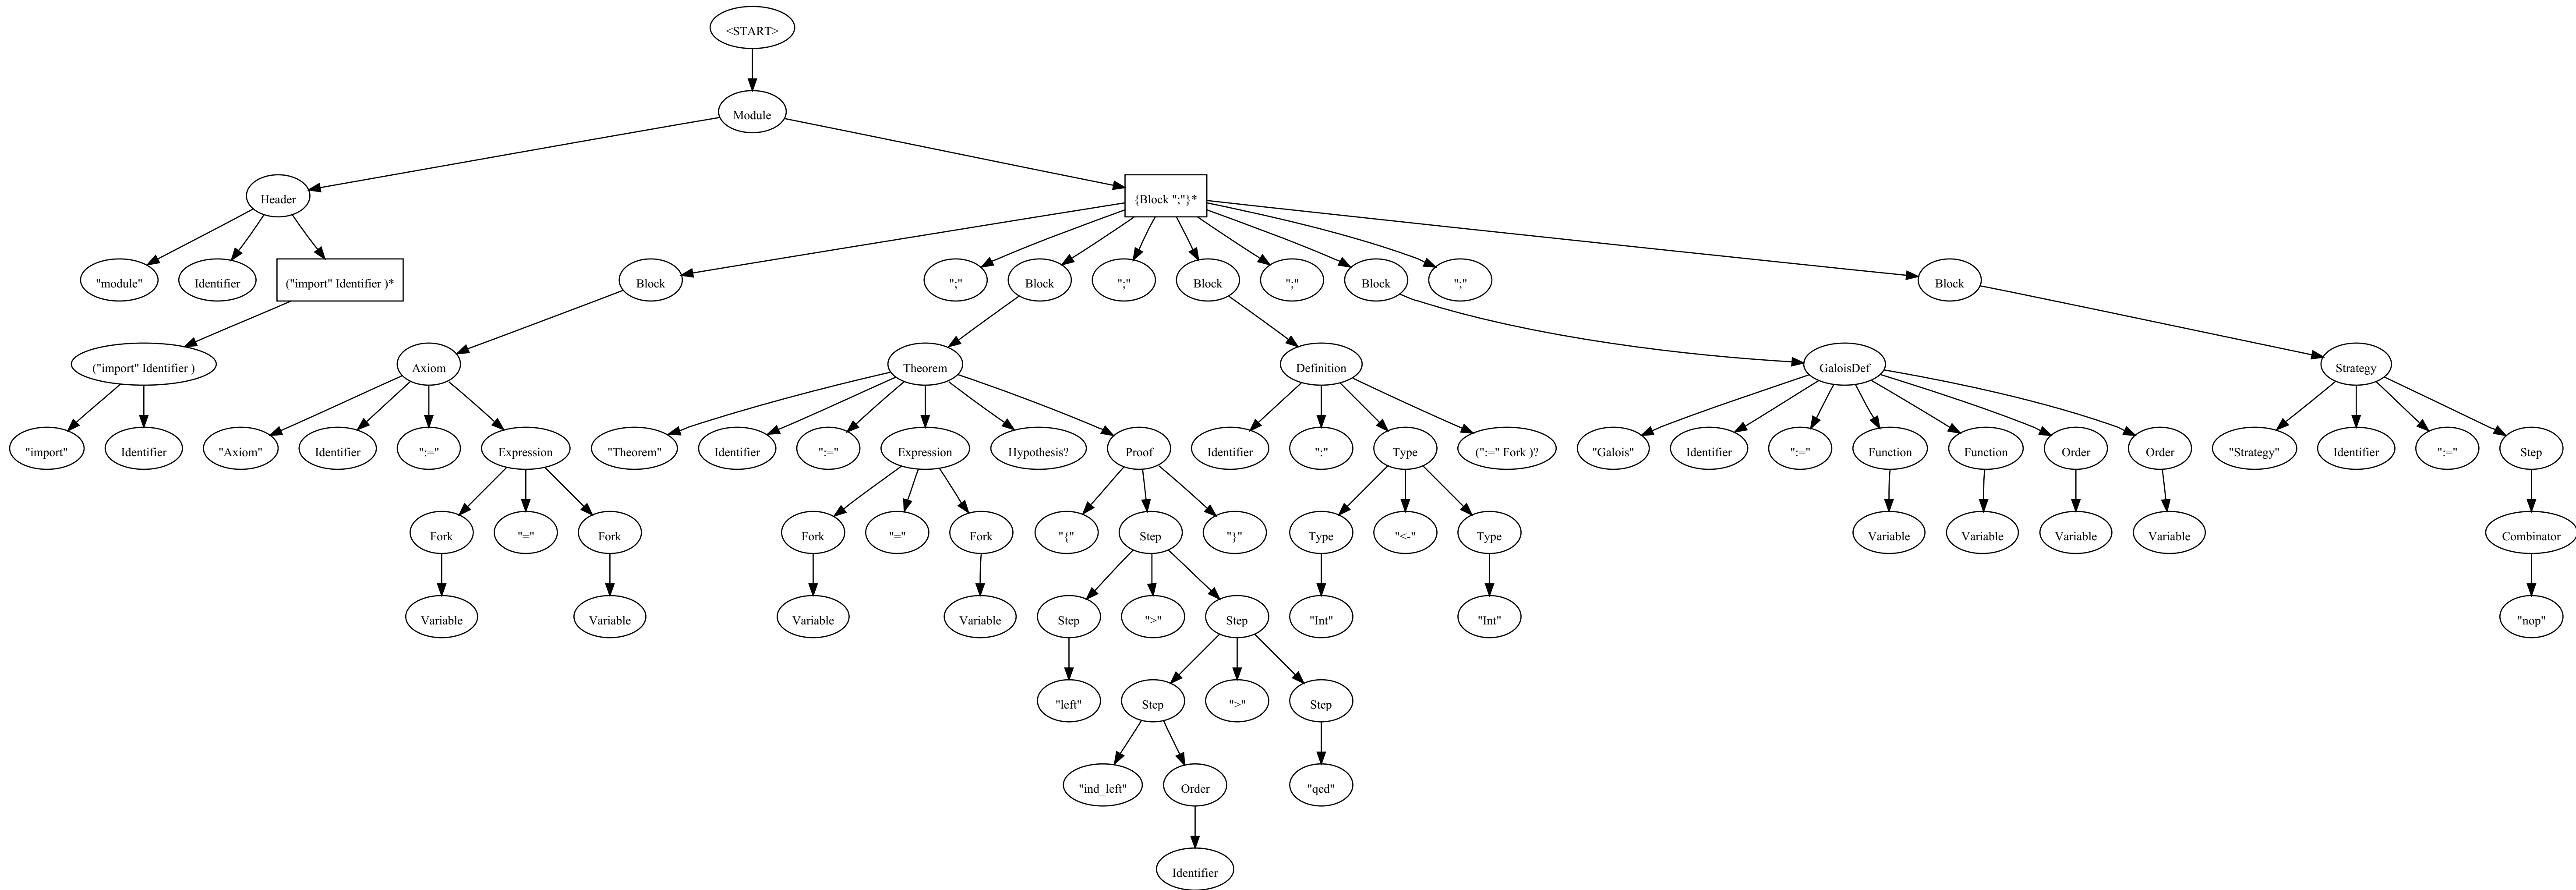 <START>
Module
Header
{Block ";"}*
"module"
Identifier
("import" Identifier )*
Block
";"
Block
";"
Block
";"
Block
";"
Block
("import" Identifier )
Axiom
Theorem
Definition
GaloisDef
Strategy
"import"
Identifier
"Axiom"
Identifier
":="
Expression
"Theorem"
Identifier
":="
Expression
Hypothesis?
Proof
Identifier
":"
Type
(":=" Fork )?
"Galois"
Identifier
":="
Function
Function
Order
Order
"Strategy"
Identifier
":="
Step
Fork
"="
Fork
Fork
"="
Fork
"{"
Step
"}"
Type
"<-"
Type
Variable
Variable
Variable
Variable
Combinator
Variable
Variable
Variable
Variable
Step
">"
Step
"Int"
"Int"
"nop"
"left"
Step
">"
Step
"ind_left"
Order
"qed"
Identifier